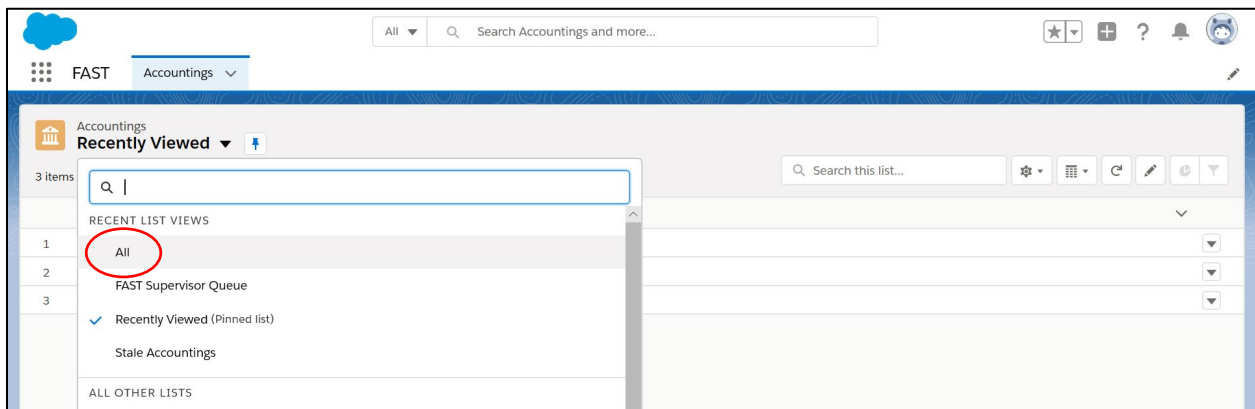 All Search Accountings and more...
?
FAST Accountings
Accountings
Recently Viewed
3 items
Search this list...
RECENT LIST VIEWS
1
All
2
FAST Supervisor Queue
3
Recently Viewed (Pinned list)
Stale Accountings
ALL OTHER LISTS